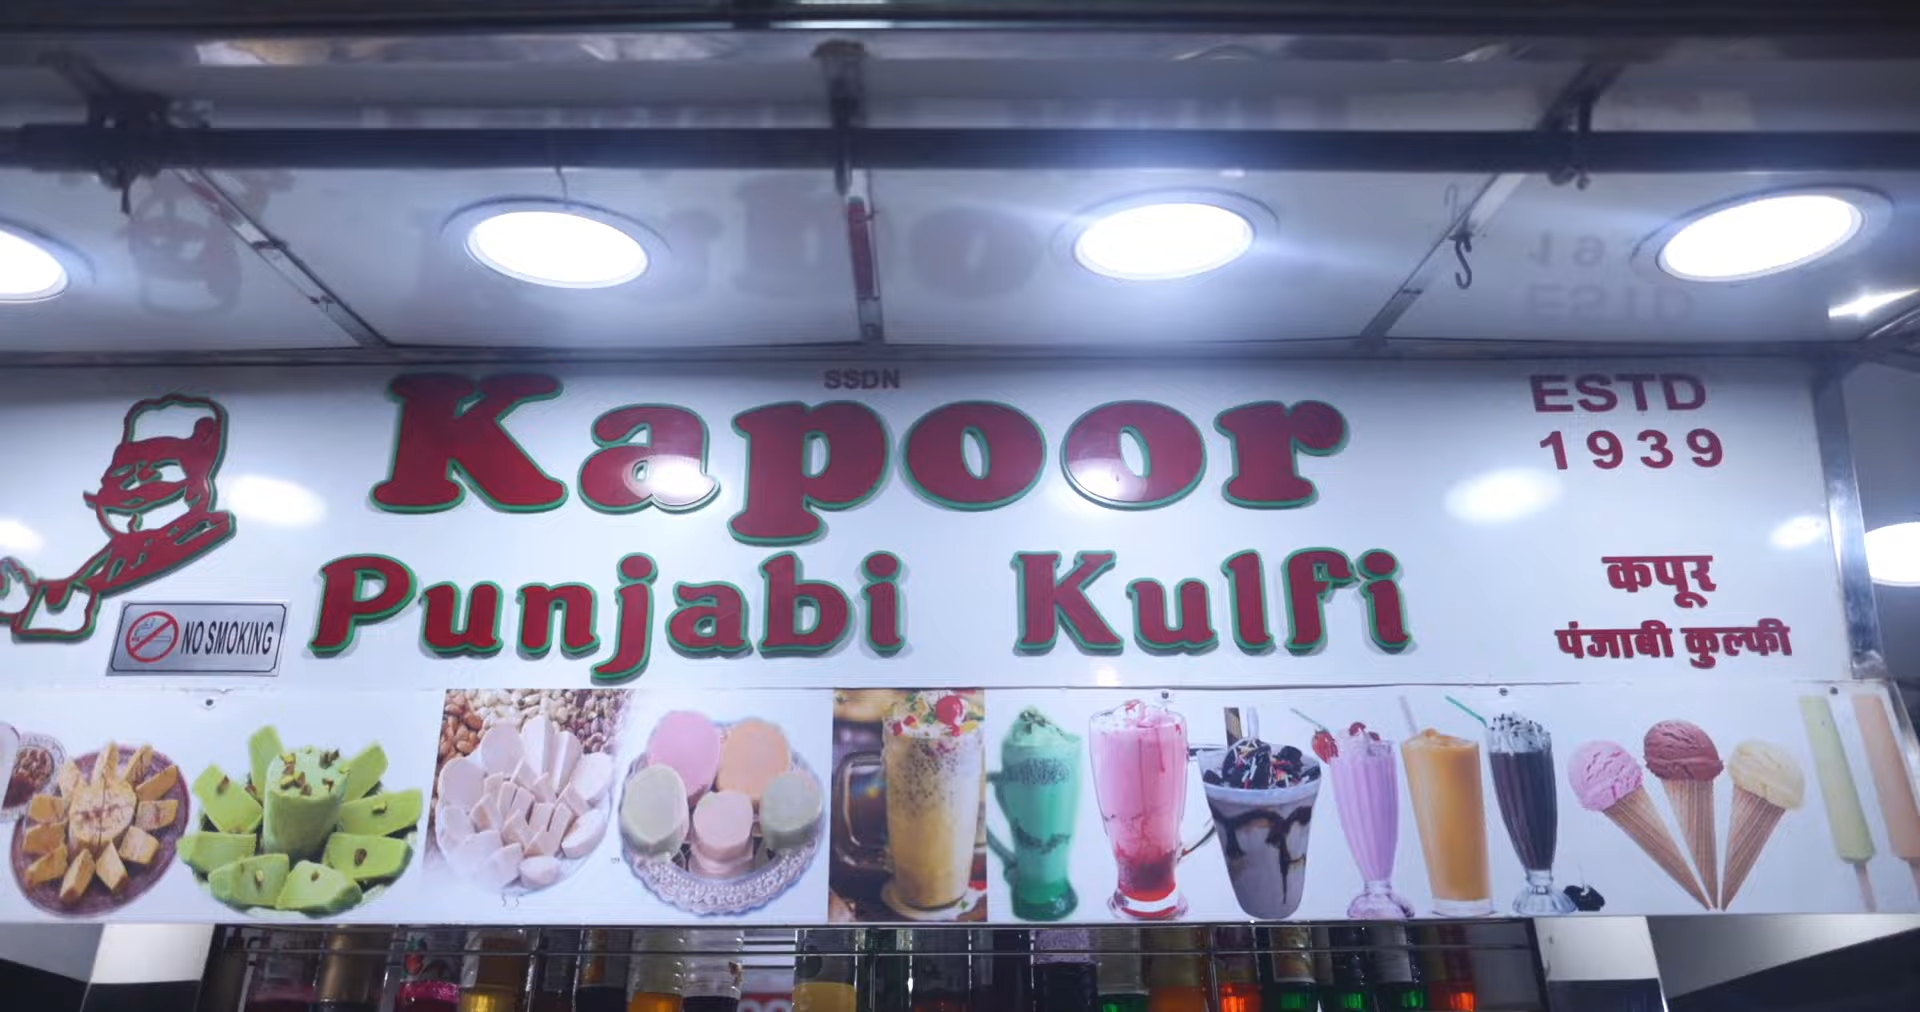 SSDN
Kapoor
Punjabi Kulfi
ESTD
1939
कपूर
पंजाबी कुल्फी
NO SMOKING